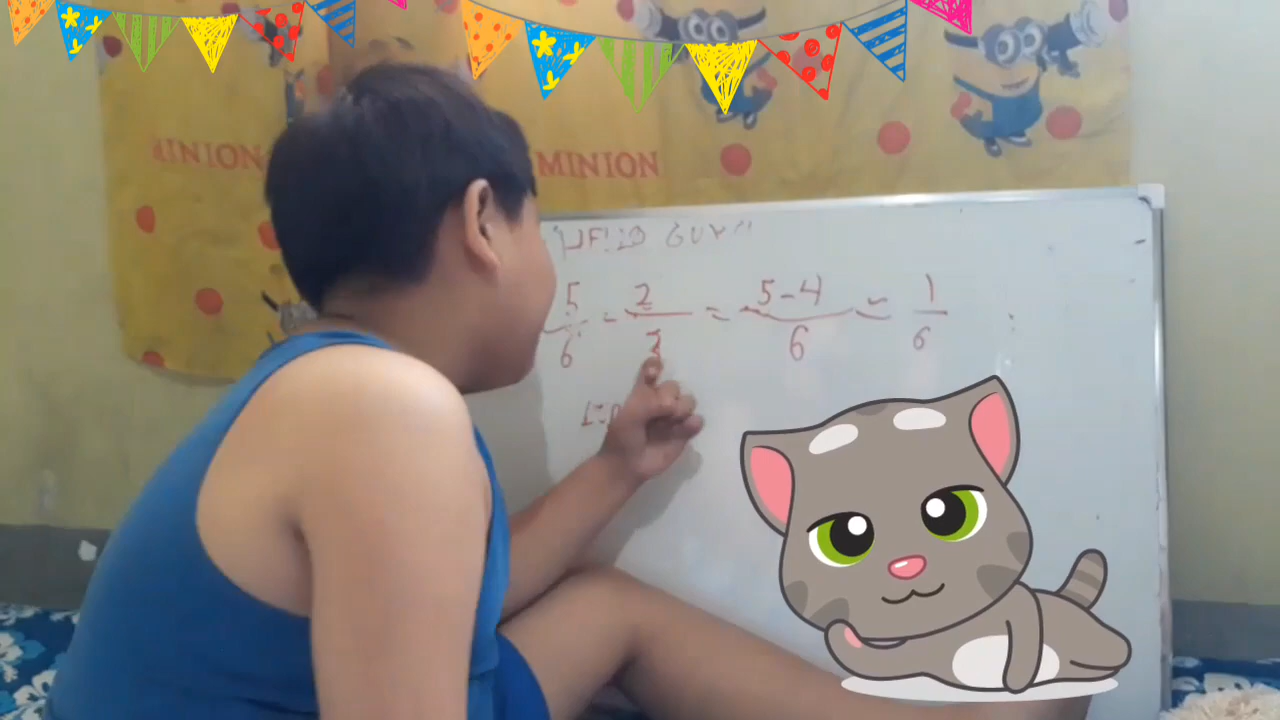 MINION
MINION
HELLO GUYS
5/6 - 2/3 = 5-4/6 = 1/6